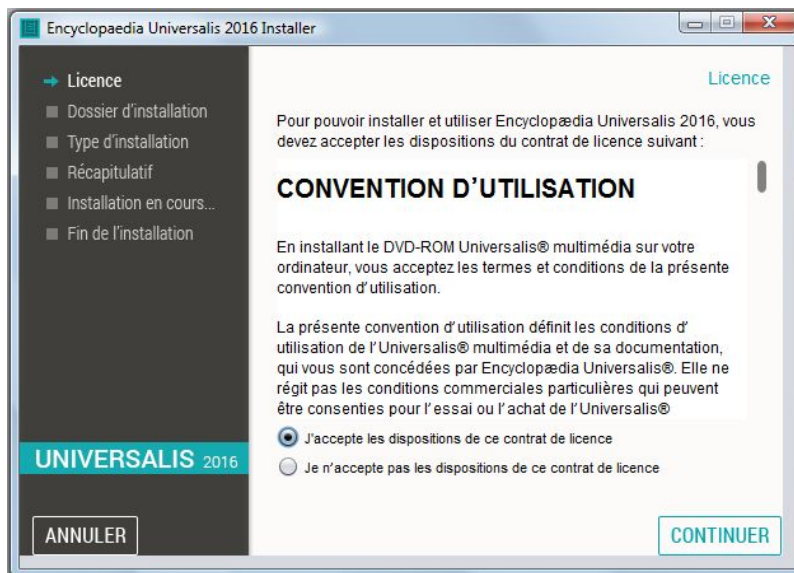 Encyclopaedia Universalis 2016 Installer
Licence
Dossier d'installation
Type d'installation
Récapitulatif
Installation en cours...
Fin de l'installation
UNIVERSALIS 2016
ANNULER
Licence
Pour pouvoir installer et utiliser Encyclopædia Universalis 2016, vous
devez accepter les dispositions du contrat de licence suivant :
CONVENTION D'UTILISATION
En installant le DVD-ROM Universalis® multimédia sur votre
ordinateur, vous acceptez les termes et conditions de la présente
convention d'utilisation.
La présente convention d'utilisation définit les conditions d'
utilisation de l'Universalis® multimédia et de sa documentation,
qui vous sont concédées par Encyclopædia Universalis®. Elle ne
régit pas les conditions commerciales particulières qui peuvent
être consenties pour l'essai ou l'achat de l'Universalis®
J'accepte les dispositions de ce contrat de licence
Je n'accepte pas les dispositions de ce contrat de licence
CONTINUER